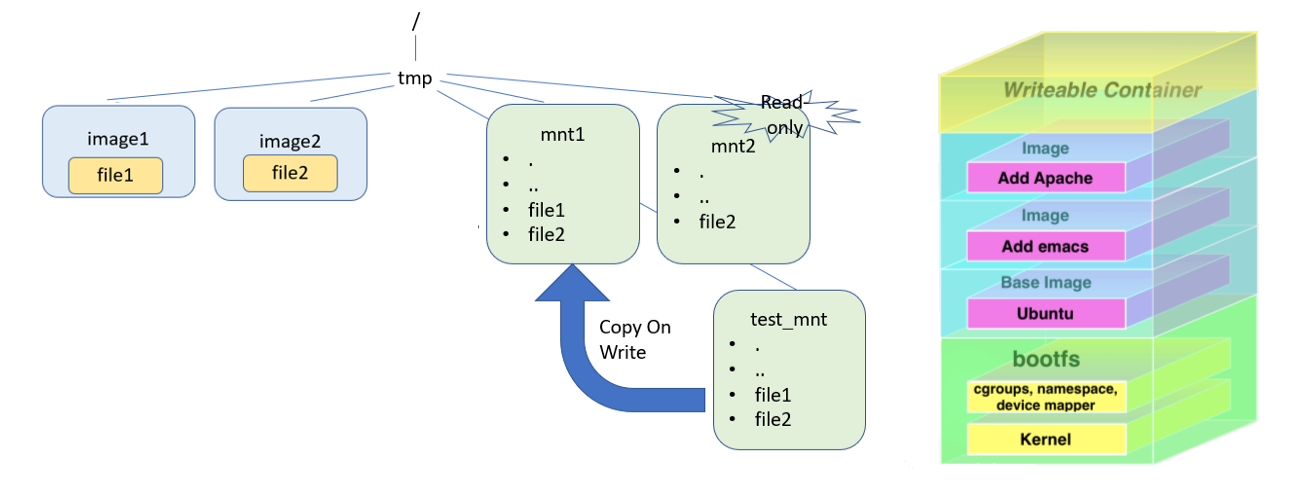 /
tmp
image1
file1
image2
file2
mnt1
• .
• ..
• file1
• file2
Read-
only
mnt2
• .
• ..
• file2
Copy On
Write
test_mnt
• .
• ..
• file1
• file2
Writeable Container
Image
Add Apache
Image
Add emacs
Base Image
Ubuntu
bootfs
cgroups, namespace,
device mapper
Kernel